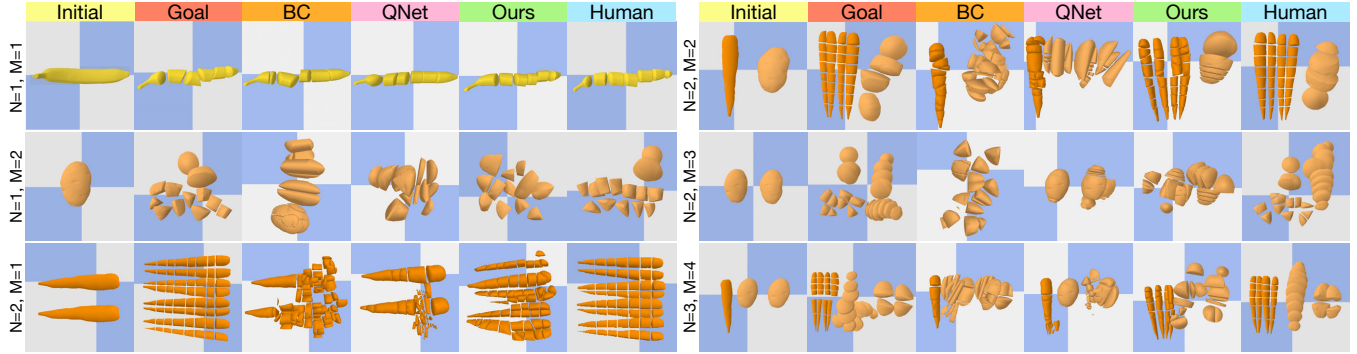 Initial Goal BC QNet Ours Human
N=1, M=1
N=1, M=2
N=2, M=1
Initial Goal BC QNet Ours Human
N=2, M=2
N=2, M=3
N=3, M=4